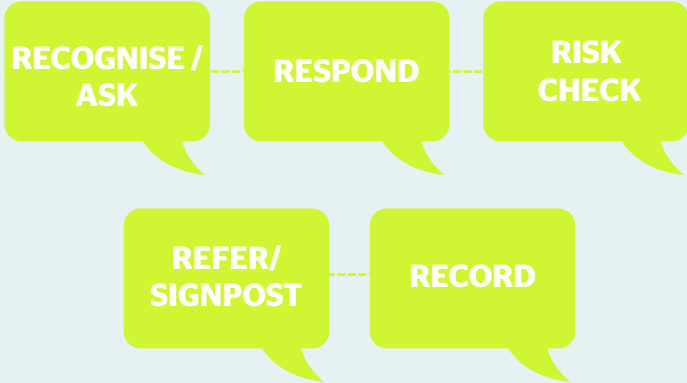 RECOGNISE /
ASK
RESPOND
RISK
CHECK
REFER/
SIGNPOST
RECORD